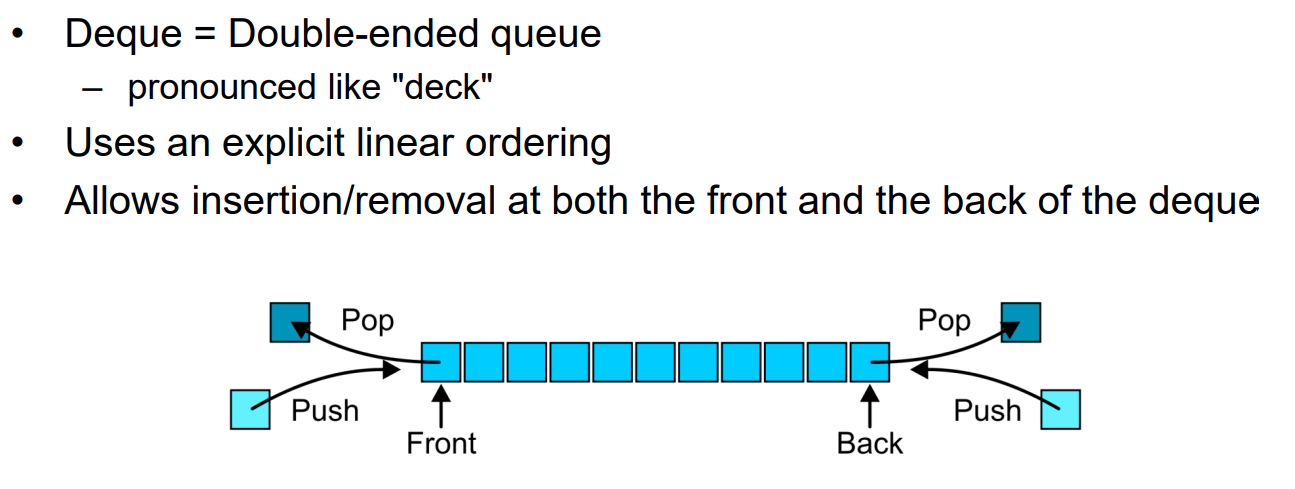 • Deque = Double-ended queue
– pronounced like "deck"
• Uses an explicit linear ordering
• Allows insertion/removal at both the front and the back of the deque
Pop Pop
Push Push
Front Back